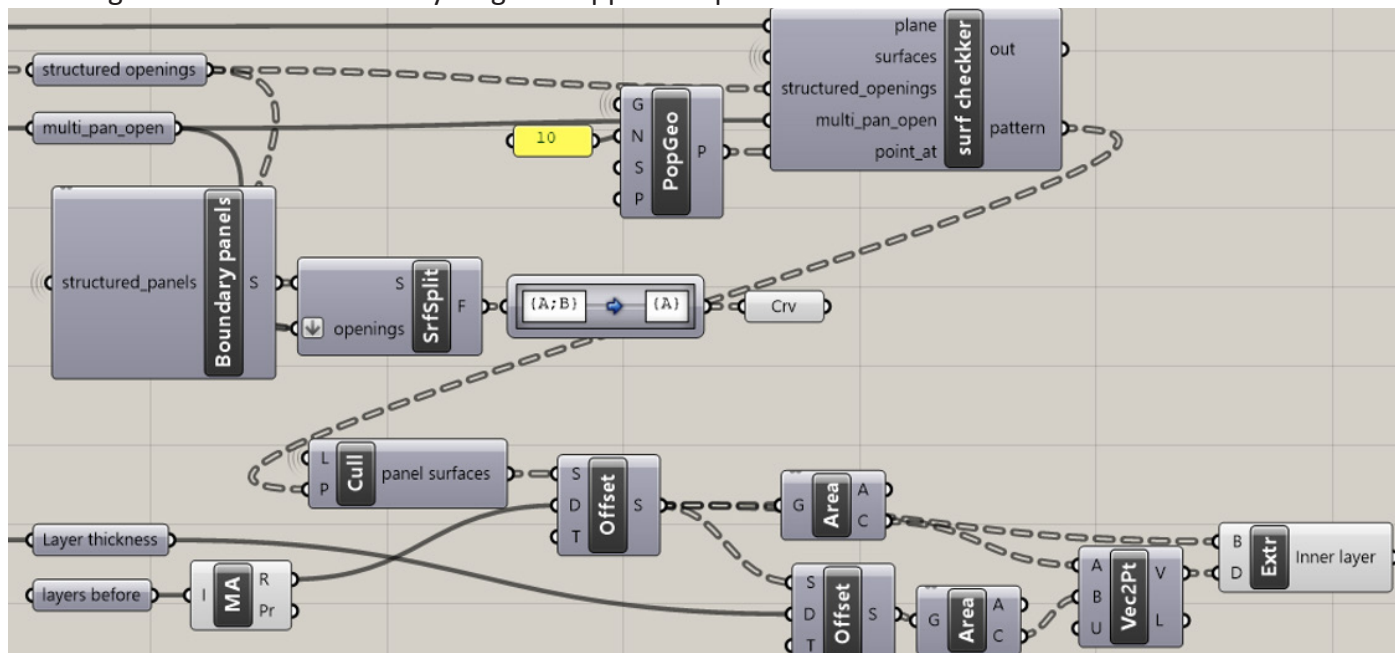 plane
surfaces
structured_openings
multi_pan_open
point_at
surf checkker
out
pattern
structured openings
multi_pan_open
10
G
N
S
P
PopGeo
P
structured_panels
Boundary panels
S
S
openings
SrfSplit
F
{A;B}
{A}
Crv
L
P
Cull
panel surfaces
S
D
T
Offset
S
G
Area
A
C
Layer thickness
layers before
I
MA
R
Pr
S
D
T
Offset
S
G
Area
A
C
A
B
U
Vec2Pt
V
L
B
D
Extr
Inner layer